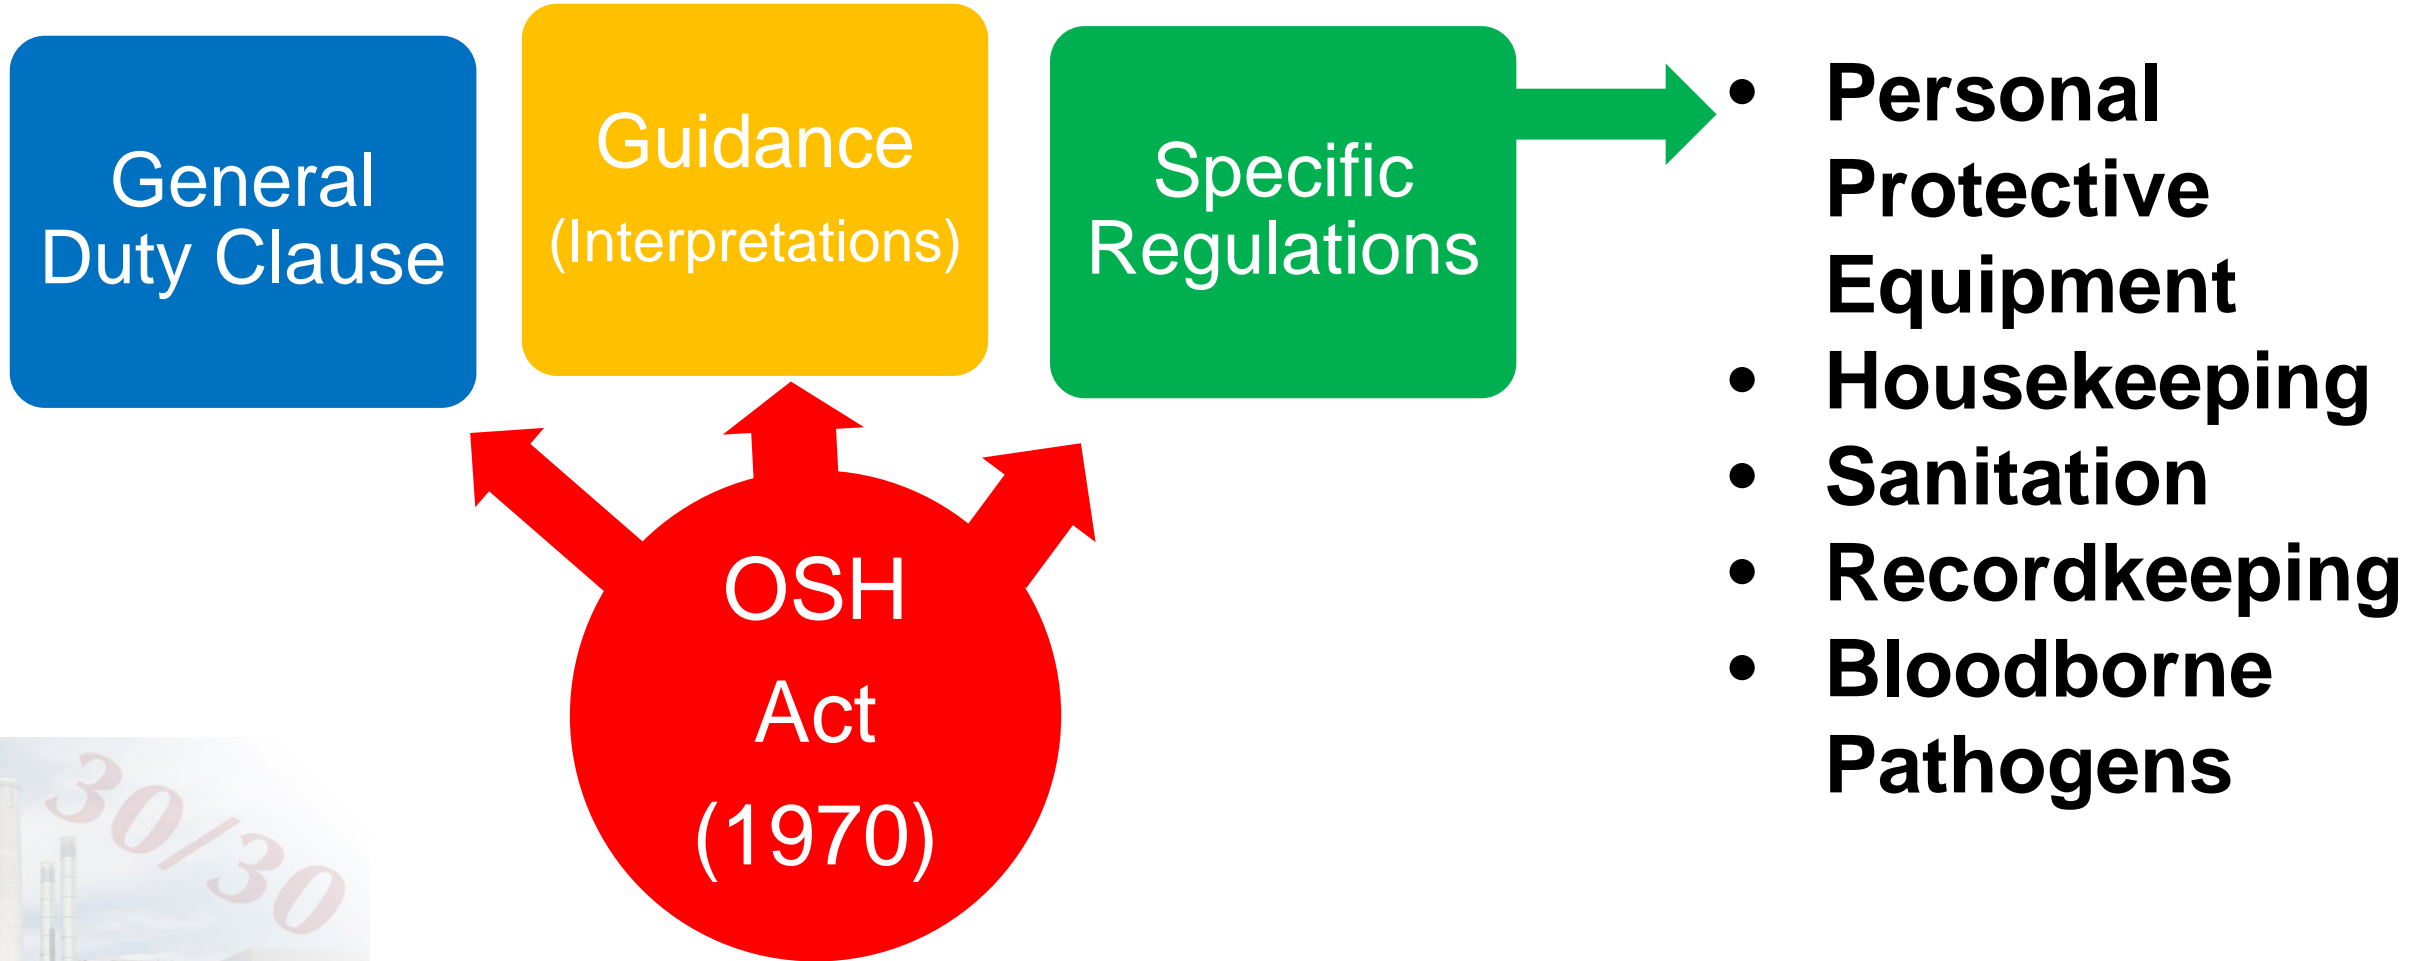 General
Duty Clause
Guidance
(Interpretations)
Specific
Regulations
OSH
Act
(1970)
• Personal
Protective
Equipment
• Housekeeping
• Sanitation
• Recordkeeping
• Bloodborne
Pathogens
30/30